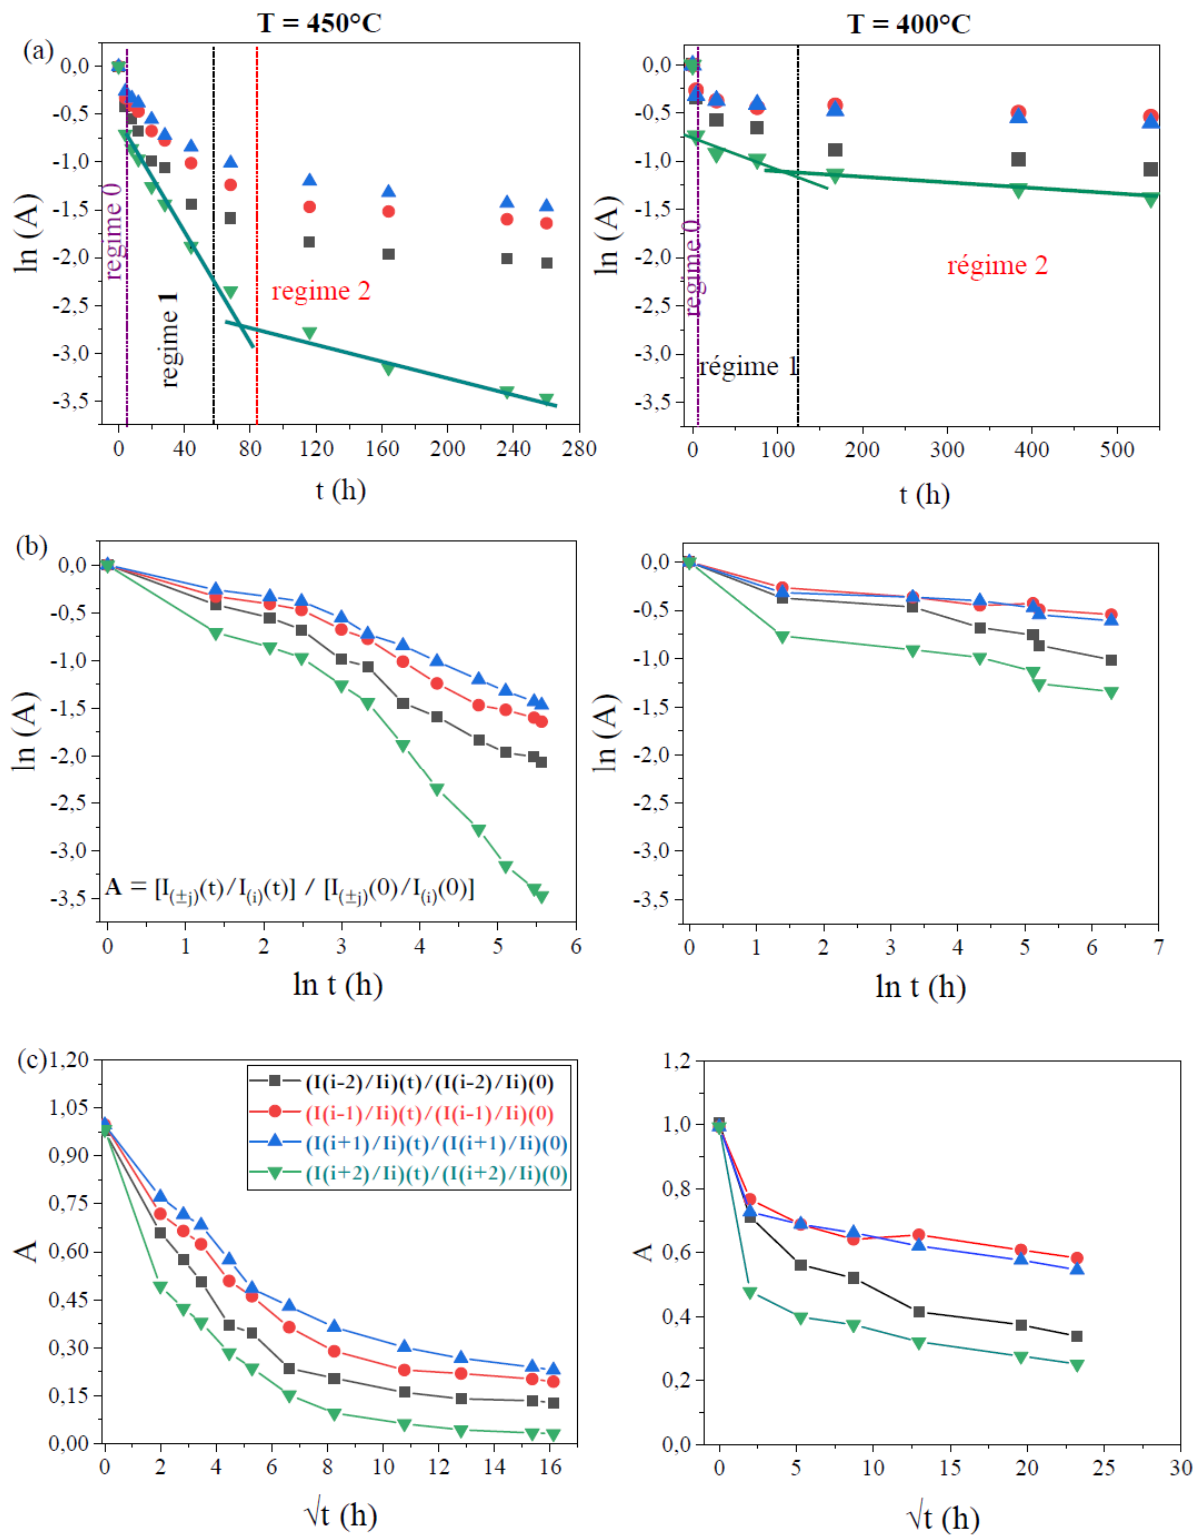 T = 450°C
T = 400°C
(a)
0,0
-0,5
-1,0
-1,5
-2,0
-2,5
-3,0
-3,5
ln (A)
regime 0
regime 1
regime 2
0 40 80 120 160 200 240 280
t (h)
0,0
-0,5
-1,0
-1,5
-2,0
-2,5
-3,0
-3,5
ln (A)
regime 0
régime 1
régime 2
0 100 200 300 400 500
t (h)
(b)
0,0
-0,5
-1,0
-1,5
-2,0
-2,5
-3,0
-3,5
ln (A)
A = [I(±j)(t)/I(i)(t)] / [I(±j)(0)/I(i)(0)]
0 1 2 3 4 5 6
ln t (h)
0,0
-0,5
-1,0
-1,5
-2,0
-2,5
-3,0
-3,5
ln (A)
0 1 2 3 4 5 6 7
ln t (h)
(c)
1,20
1,05
0,90
0,75
0,60
0,45
0,30
0,15
0,00
A
(I(i-2)/Ii)(t)/(I(i-2)/Ii)(0)
(I(i-1)/Ii)(t)/(I(i-1)/Ii)(0)
(I(i+1)/Ii)(t)/(I(i+1)/Ii)(0)
(I(i+2)/Ii)(t)/(I(i+2)/Ii)(0)
0 2 4 6 8 10 12 14 16
√t (h)
1,2
1,0
0,8
0,6
0,4
0,2
0,0
A
0 5 10 15 20 25 30
√t (h)